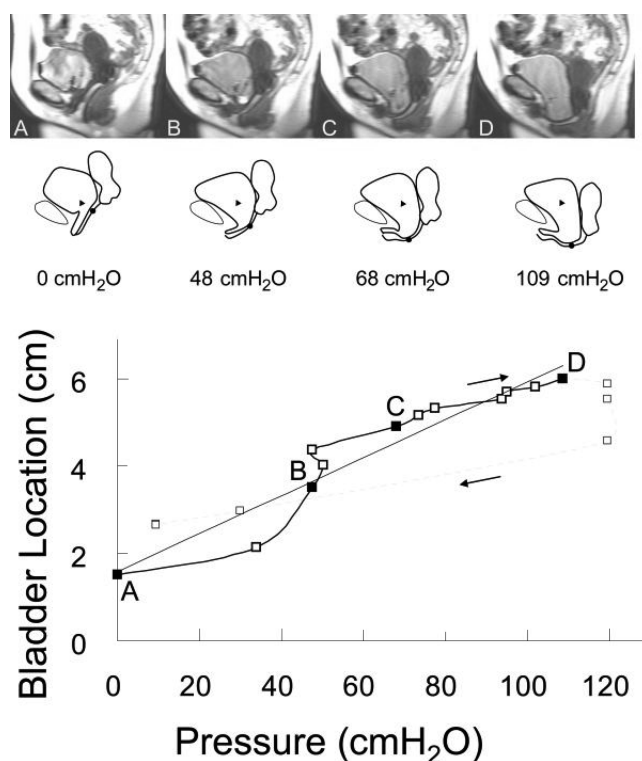 A B C D
0 cmH₂O 48 cmH₂O 68 cmH₂O 109 cmH₂O
Bladder Location (cm)
6
4
2
0
A
B
C
D
0 20 40 60 80 100 120
Pressure (cmH₂O)